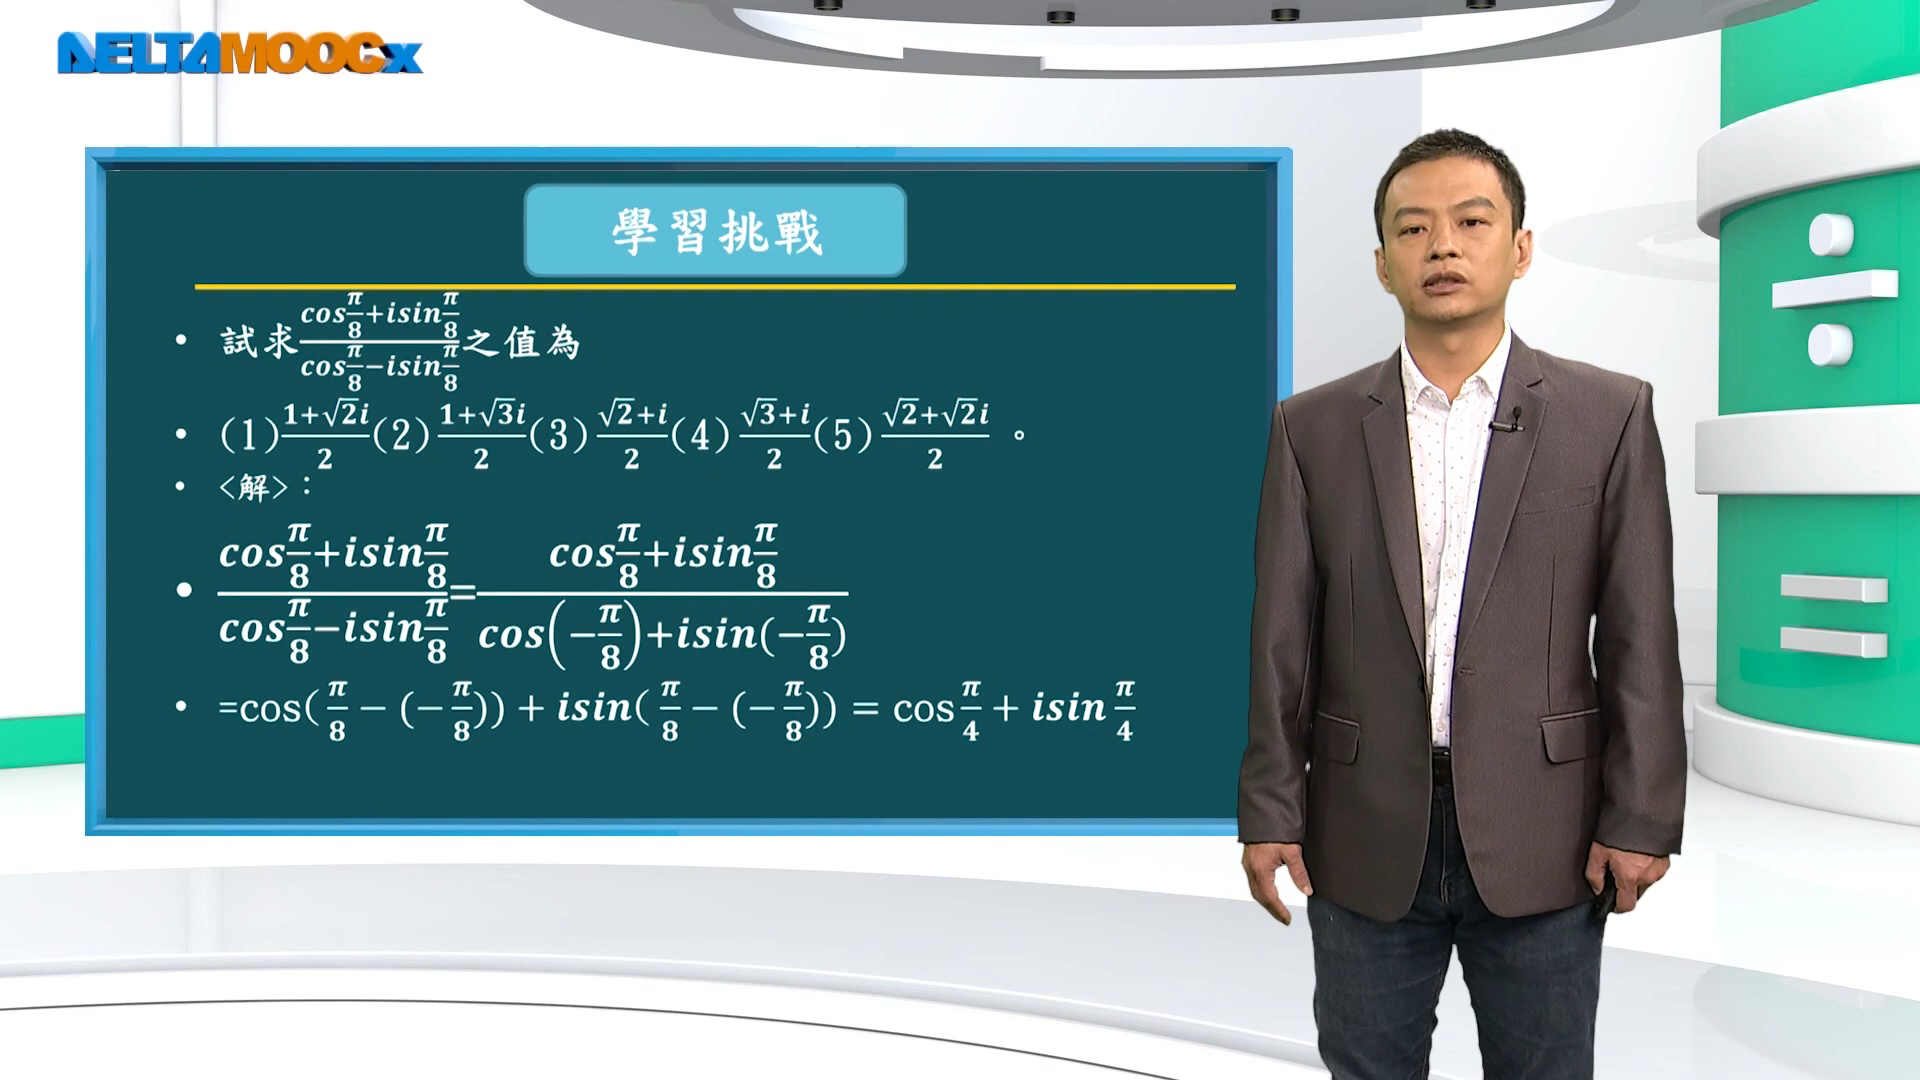 DELTAMOOCx
學習挑戰
• 試求 (cos π/8 + isin π/8)/(cos π/8 − isin π/8) 之值為
• (1) (1+√2i)/2 (2) (1+√3i)/2 (3) (√2+i)/2 (4) (√3+i)/2 (5) (√2+√2i)/2 。
• <解>：
• (cos π/8 + isin π/8)/(cos π/8 − isin π/8) = (cos π/8 + isin π/8)/(cos(−π/8) + isin(−π/8))
• =cos(π/8 − (−π/8)) + isin(π/8 − (−π/8)) = cos π/4 + isin π/4